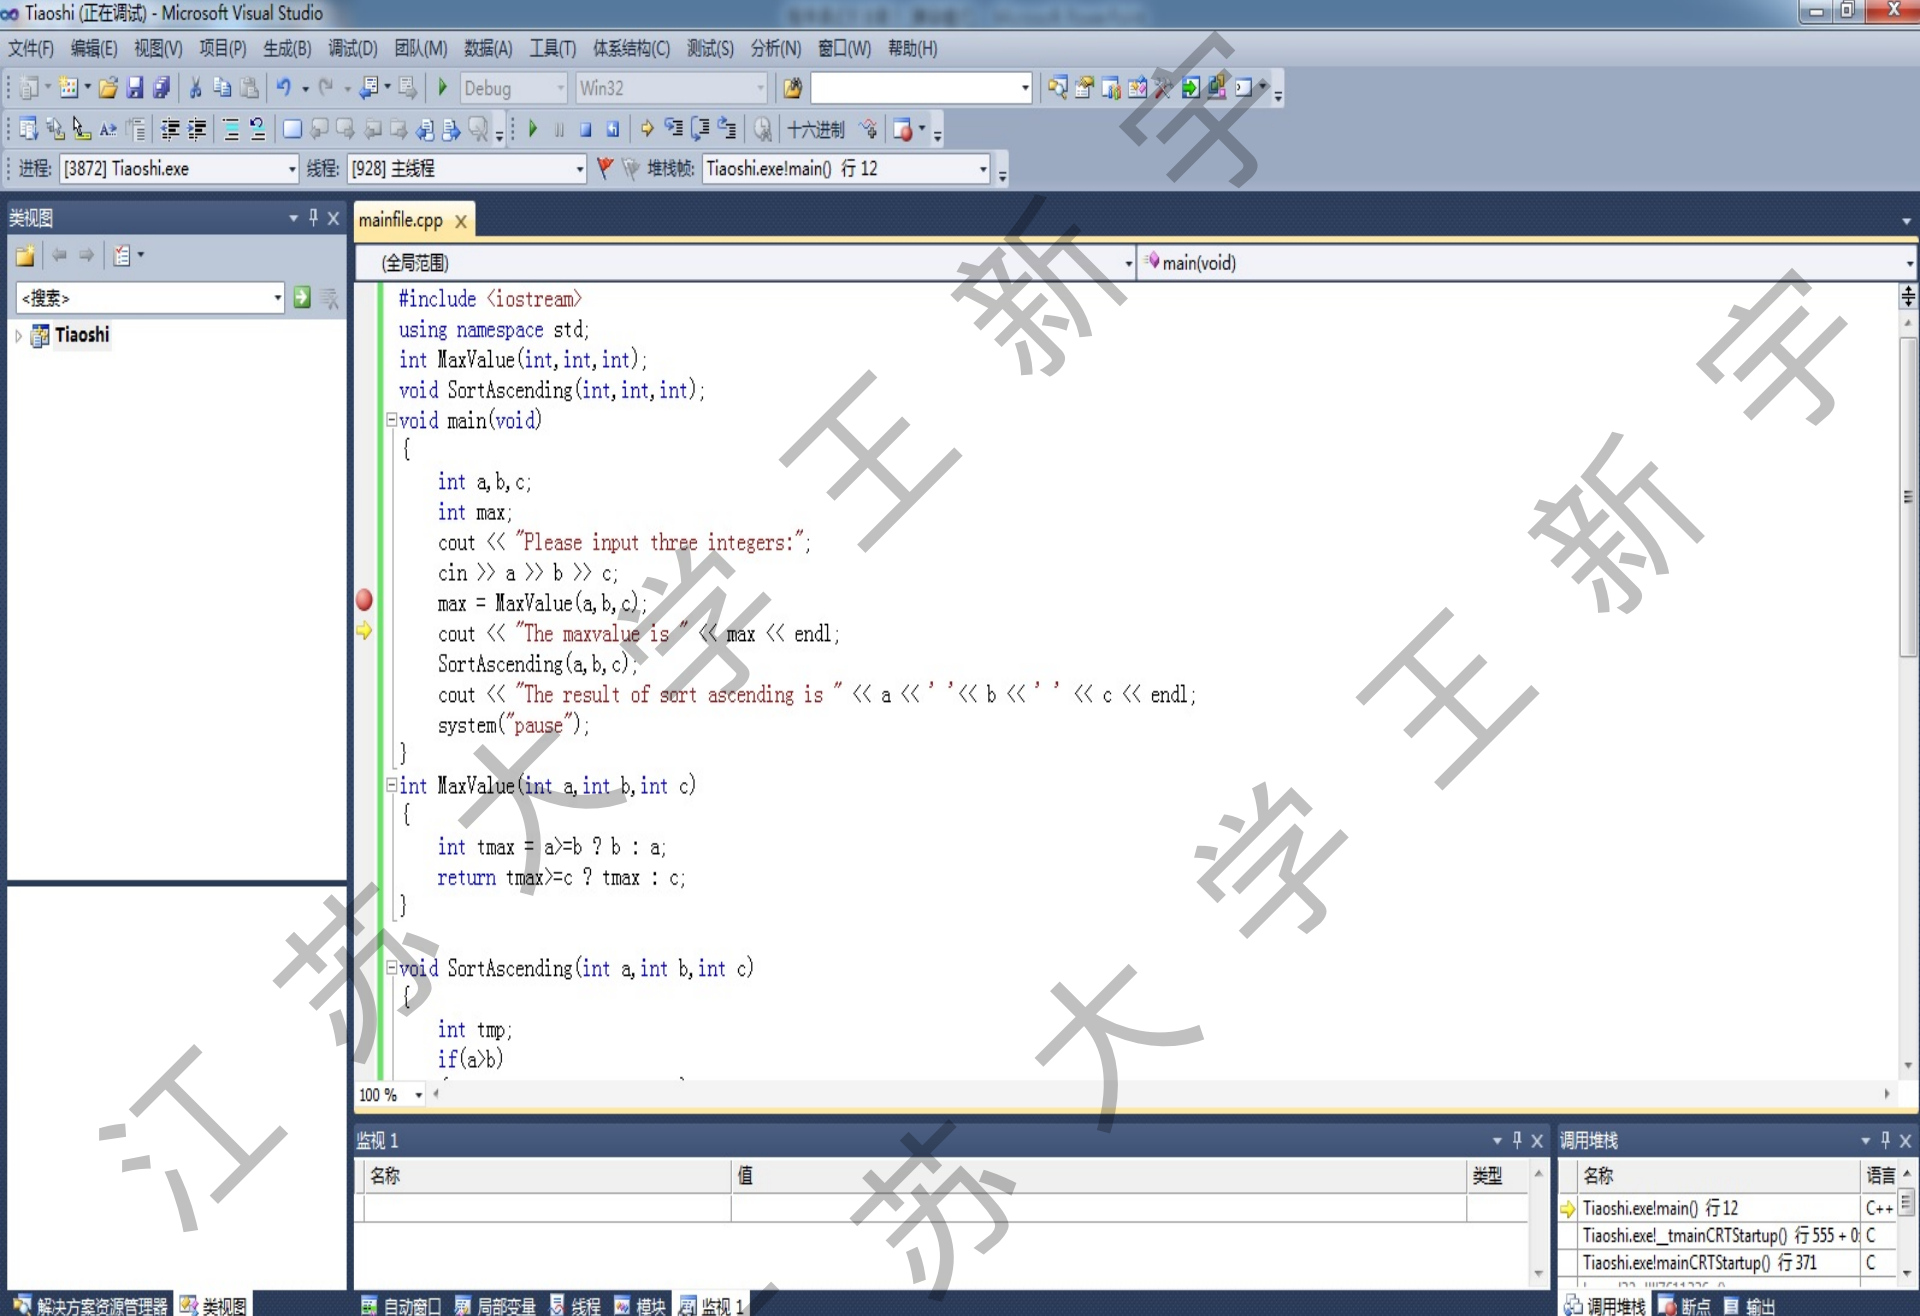 Tiaoshi (正在调试) - Microsoft Visual Studio
文件(F) 编辑(E) 视图(V) 项目(P) 生成(B) 调试(D) 团队(M) 数据(A) 工具(T) 体系结构(C) 测试(S) 分析(N) 窗口(W) 帮助(H)
Debug Win32
十六进制
进程: [3872] Tiaoshi.exe 线程: [928] 主线程 堆栈帧: Tiaoshi.exe!main() 行 12
类视图
mainfile.cpp
(全局范围) main(void)
<搜索>
Tiaoshi
#include <iostream>
using namespace std;
int MaxValue(int,int,int);
void SortAscending(int,int,int);
void main(void)
{
int a,b,c;
int max;
cout << "Please input three integers:";
cin >> a >> b >> c;
max = MaxValue(a,b,c);
cout << "The maxvalue is " << max << endl;
SortAscending(a,b,c);
cout << "The result of sort ascending is " << a << ' '<< b << ' ' << c << endl;
system("pause");
}
int MaxValue(int a,int b,int c)
{
int tmax = a>=b ? b : a;
return tmax>=c ? tmax : c;
}
void SortAscending(int a,int b,int c)
{
int tmp;
if(a>b)
100 %
监视 1
名称 值 类型
调用堆栈
名称 语言
Tiaoshi.exe!main() 行 12 C++
Tiaoshi.exe!__tmainCRTStartup() 行 555 + 0 C
Tiaoshi.exe!mainCRTStartup() 行 371 C
解决方案资源管理器 类视图
自动窗口 局部变量 线程 模块 监视 1
调用堆栈 断点 输出
江苏大学王新宇
苏大学王新宇